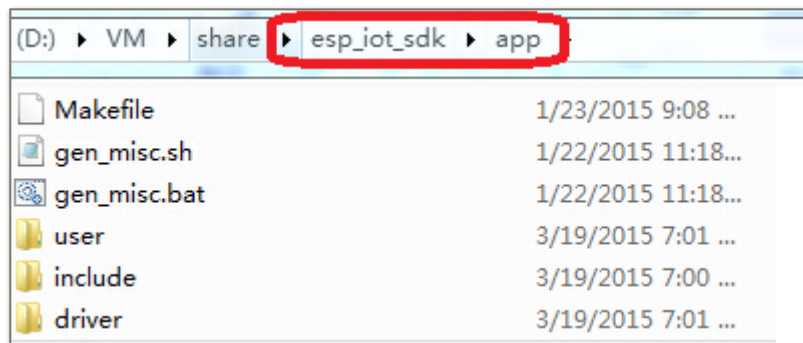 (D:) ▸ VM ▸ share ▸ esp_iot_sdk ▸ app
Makefile 1/23/2015 9:08 ...
gen_misc.sh 1/22/2015 11:18...
gen_misc.bat 1/22/2015 11:18...
user 3/19/2015 7:01 ...
include 3/19/2015 7:00 ...
driver 3/19/2015 7:01 ...